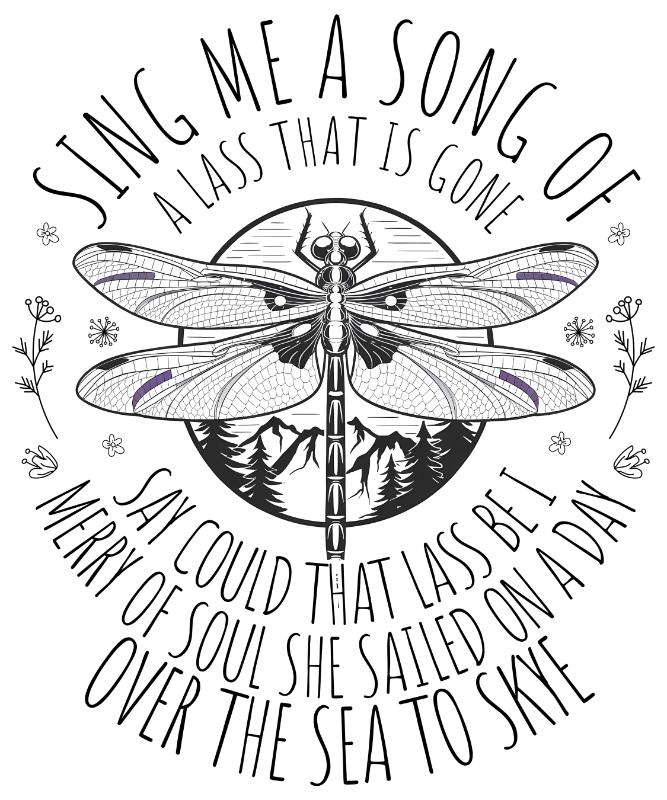 SING ME A SONG OF
A LASS THAT IS GONE
SAY COULD THAT LASS BE I
MERRY OF SOUL SHE SAILED ON A DAY
OVER THE SEA TO SKYE